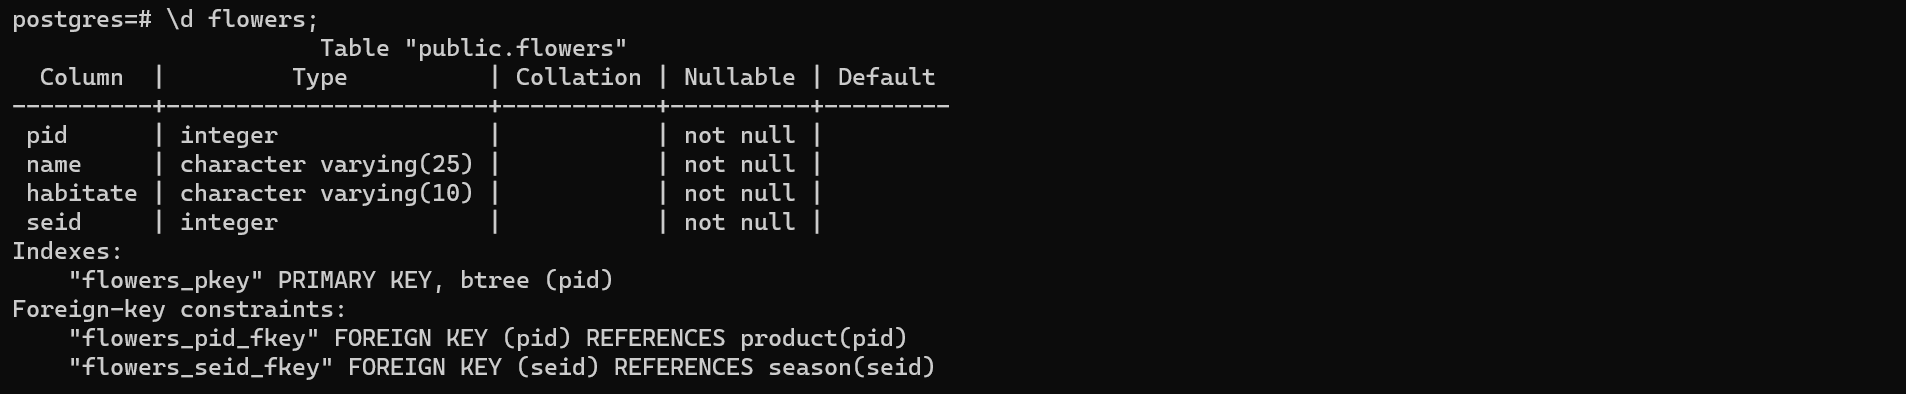 postgres=# \d flowers;
                      Table "public.flowers"
  Column  |         Type          | Collation | Nullable | Default
----------+-----------------------+-----------+----------+---------
 pid      | integer               |           | not null |
 name     | character varying(25) |           | not null |
 habitate | character varying(10) |           | not null |
 seid     | integer               |           | not null |
Indexes:
    "flowers_pkey" PRIMARY KEY, btree (pid)
Foreign-key constraints:
    "flowers_pid_fkey" FOREIGN KEY (pid) REFERENCES product(pid)
    "flowers_seid_fkey" FOREIGN KEY (seid) REFERENCES season(seid)